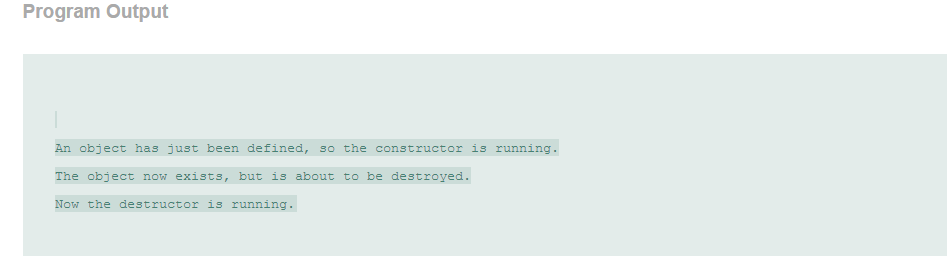 Program Output
An object has just been defined, so the constructor is running.
The object now exists, but is about to be destroyed.
Now the destructor is running.